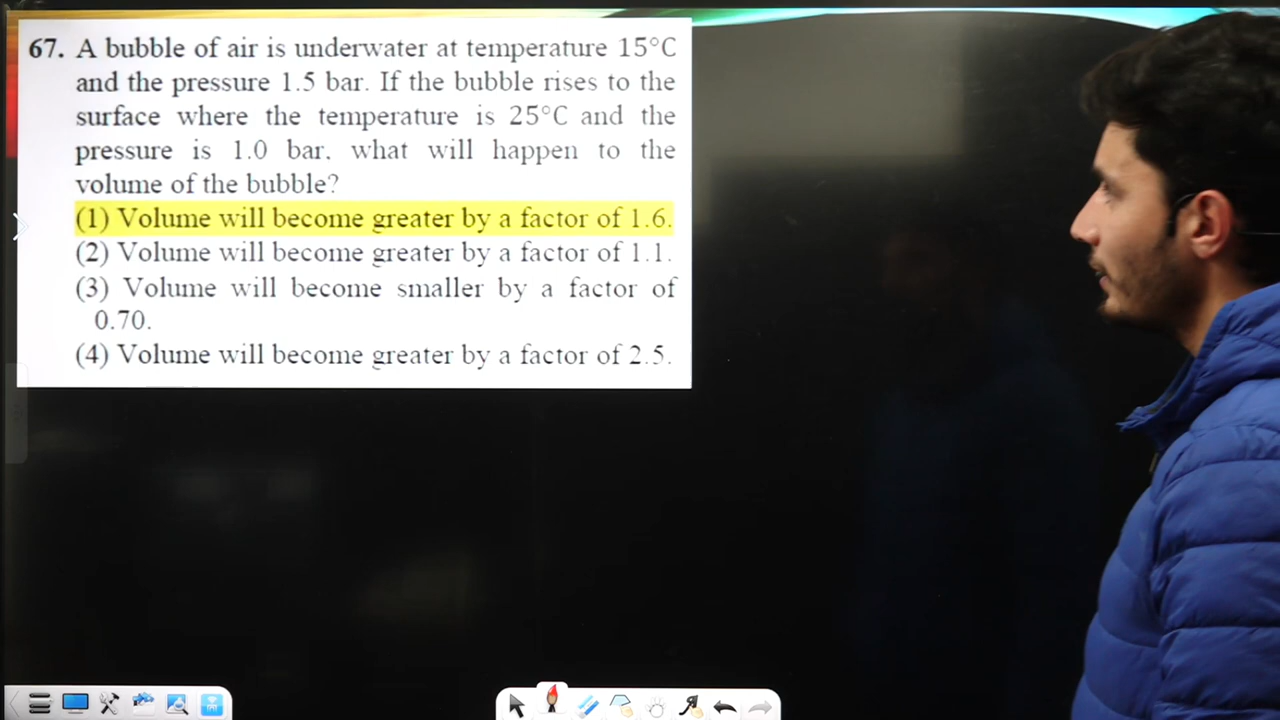 67. A bubble of air is underwater at temperature 15°C
and the pressure 1.5 bar. If the bubble rises to the
surface where the temperature is 25°C and the
pressure is 1.0 bar, what will happen to the
volume of the bubble?
(1) Volume will become greater by a factor of 1.6.
(2) Volume will become greater by a factor of 1.1.
(3) Volume will become smaller by a factor of
0.70.
(4) Volume will become greater by a factor of 2.5.